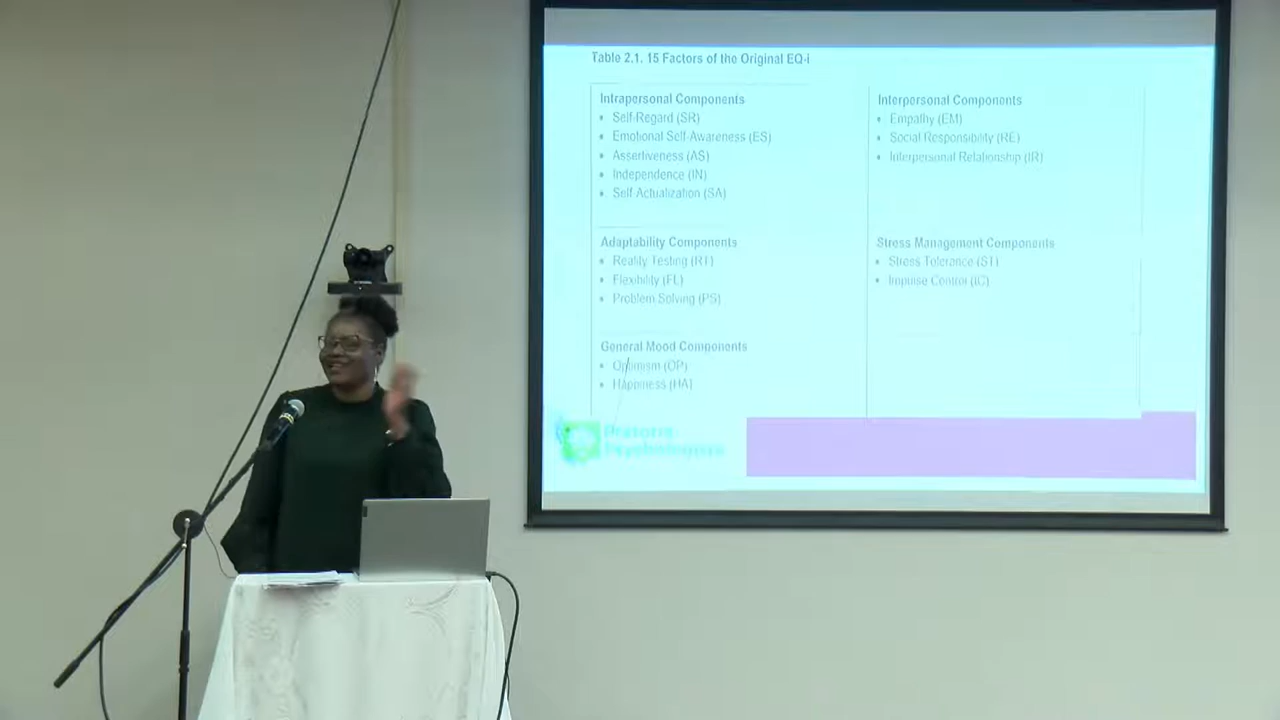 Table 2.1. 15 Factors of the Original EQ-i
Intrapersonal Components
• Self-Regard (SR)
• Emotional Self-Awareness (ES)
• Assertiveness (AS)
• Independence (IN)
• Self Actualization (SA)
Interpersonal Components
• Empathy (EM)
• Social Responsibility (RE)
• Interpersonal Relationship (IR)
Adaptability Components
• Reality Testing (RT)
• Flexibility (FL)
• Problem Solving (PS)
Stress Management Components
• Stress Tolerance (ST)
• Impulse Control (IC)
General Mood Components
• Optimism (OP)
• Happiness (HA)